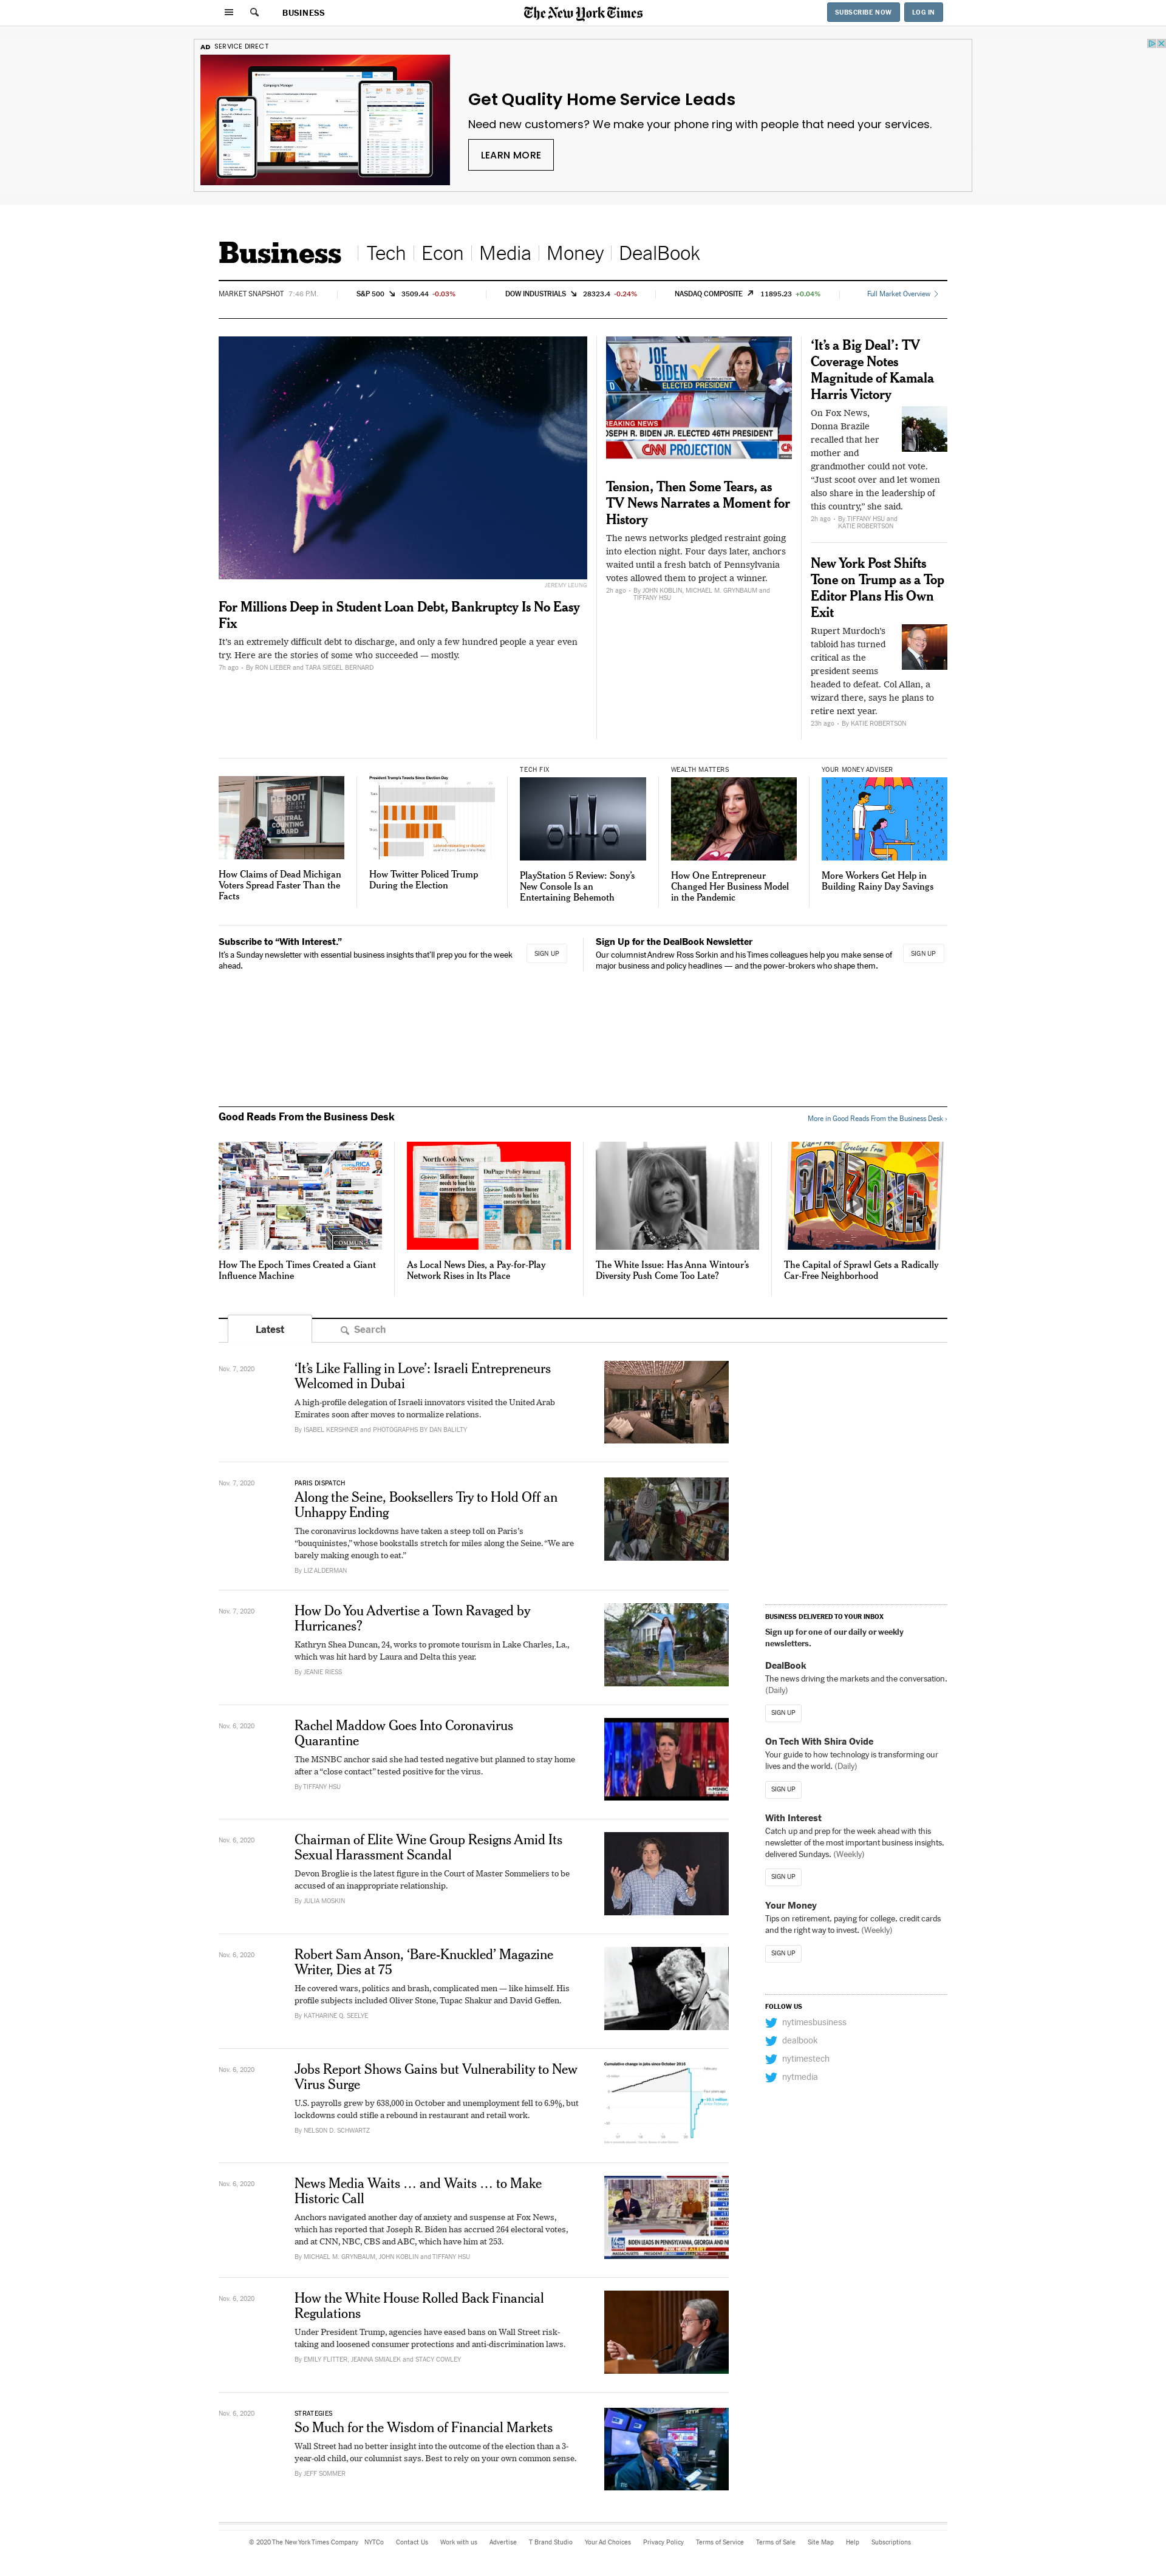 BUSINESS
The New York Times
SUBSCRIBE NOW
LOG IN
AD SERVICE DIRECT
Get Quality Home Service Leads
Need new customers? We make your phone ring with people that need your services.
LEARN MORE
Business
Tech
Econ
Media
Money
DealBook
MARKET SNAPSHOT 7:46 P.M.
S&P 500 3509.44 -0.03%
DOW INDUSTRIALS 28323.4 -0.24%
NASDAQ COMPOSITE 11895.23 +0.04%
Full Market Overview
JEREMY LEUNG
For Millions Deep in Student Loan Debt, Bankruptcy Is No Easy
Fix
It's an extremely difficult debt to discharge, and only a few hundred people a year even
try. Here are the stories of some who succeeded — mostly.
7h ago • By RON LIEBER and TARA SIEGEL BERNARD
JOE
BIDEN
ELECTED PRESIDENT
BREAKING NEWS
JOSEPH R. BIDEN JR. ELECTED 46TH PRESIDENT
CNN PROJECTION
Tension, Then Some Tears, as
TV News Narrates a Moment for
History
The news networks pledged restraint going
into election night. Four days later, anchors
waited until a fresh batch of Pennsylvania
votes allowed them to project a winner.
2h ago • By JOHN KOBLIN, MICHAEL M. GRYNBAUM and
TIFFANY HSU
‘It’s a Big Deal’: TV
Coverage Notes
Magnitude of Kamala
Harris Victory
On Fox News,
Donna Brazile
recalled that her
mother and
grandmother could not vote.
“Just scoot over and let women
also share in the leadership of
this country,” she said.
2h ago • By TIFFANY HSU and
KATIE ROBERTSON
New York Post Shifts
Tone on Trump as a Top
Editor Plans His Own
Exit
Rupert Murdoch’s
tabloid has turned
critical as the
president seems
headed to defeat. Col Allan, a
wizard there, says he plans to
retire next year.
23h ago • By KATIE ROBERTSON
DETROIT
CENTRAL
COUNTING
BOARD
How Claims of Dead Michigan
Voters Spread Faster Than the
Facts
President Trump's Tweets Since Election Day
How Twitter Policed Trump
During the Election
TECH FIX
PlayStation 5 Review: Sony’s
New Console Is an
Entertaining Behemoth
WEALTH MATTERS
How One Entrepreneur
Changed Her Business Model
in the Pandemic
YOUR MONEY ADVISER
More Workers Get Help in
Building Rainy Day Savings
Subscribe to “With Interest.”
It’s a Sunday newsletter with essential business insights that’ll prep you for the week
ahead.
SIGN UP
Sign Up for the DealBook Newsletter
Our columnist Andrew Ross Sorkin and his Times colleagues help you make sense of
major business and policy headlines — and the power-brokers who shape them.
SIGN UP
Good Reads From the Business Desk
More in Good Reads From the Business Desk ›
How The Epoch Times Created a Giant
Influence Machine
North Cook News
DuPage Policy Journal
As Local News Dies, a Pay-for-Play
Network Rises in Its Place
The White Issue: Has Anna Wintour’s
Diversity Push Come Too Late?
Greetings From
ARIZONA
The Capital of Sprawl Gets a Radically
Car-Free Neighborhood
Latest
Search
Nov. 7, 2020
‘It’s Like Falling in Love’: Israeli Entrepreneurs
Welcomed in Dubai
A high-profile delegation of Israeli innovators visited the United Arab
Emirates soon after moves to normalize relations.
By ISABEL KERSHNER and PHOTOGRAPHS BY DAN BALILTY
Nov. 7, 2020
PARIS DISPATCH
Along the Seine, Booksellers Try to Hold Off an
Unhappy Ending
The coronavirus lockdowns have taken a steep toll on Paris’s
“bouquinistes,” whose bookstalls stretch for miles along the Seine. “We are
barely making enough to eat.”
By LIZ ALDERMAN
Nov. 7, 2020
How Do You Advertise a Town Ravaged by
Hurricanes?
Kathryn Shea Duncan, 24, works to promote tourism in Lake Charles, La.,
which was hit hard by Laura and Delta this year.
By JEANIE RIESS
Nov. 6, 2020
Rachel Maddow Goes Into Coronavirus
Quarantine
The MSNBC anchor said she had tested negative but planned to stay home
after a “close contact” tested positive for the virus.
By TIFFANY HSU
Nov. 6, 2020
Chairman of Elite Wine Group Resigns Amid Its
Sexual Harassment Scandal
Devon Broglie is the latest figure in the Court of Master Sommeliers to be
accused of an inappropriate relationship.
By JULIA MOSKIN
Nov. 6, 2020
Robert Sam Anson, ‘Bare-Knuckled’ Magazine
Writer, Dies at 75
He covered wars, politics and brash, complicated men — like himself. His
profile subjects included Oliver Stone, Tupac Shakur and David Geffen.
By KATHARINE Q. SEELYE
Nov. 6, 2020
Jobs Report Shows Gains but Vulnerability to New
Virus Surge
U.S. payrolls grew by 638,000 in October and unemployment fell to 6.9%, but
lockdowns could stifle a rebound in restaurant and retail work.
By NELSON D. SCHWARTZ
Cumulative change in jobs since October 2016
Nov. 6, 2020
News Media Waits … and Waits … to Make
Historic Call
Anchors navigated another day of anxiety and suspense at Fox News,
which has reported that Joseph R. Biden has accrued 264 electoral votes,
and at CNN, NBC, CBS and ABC, which have him at 253.
By MICHAEL M. GRYNBAUM, JOHN KOBLIN and TIFFANY HSU
BIDEN LEADS IN PENNSYLVANIA, GEORGIA AND
Nov. 6, 2020
How the White House Rolled Back Financial
Regulations
Under President Trump, agencies have eased bans on Wall Street risk-
taking and loosened consumer protections and anti-discrimination laws.
By EMILY FLITTER, JEANNA SMIALEK and STACY COWLEY
Nov. 6, 2020
STRATEGIES
So Much for the Wisdom of Financial Markets
Wall Street had no better insight into the outcome of the election than a 3-
year-old child, our columnist says. Best to rely on your own common sense.
By JEFF SOMMER
BUSINESS DELIVERED TO YOUR INBOX
Sign up for one of our daily or weekly
newsletters.
DealBook
The news driving the markets and the conversation.
(Daily)
SIGN UP
On Tech With Shira Ovide
Your guide to how technology is transforming our
lives and the world. (Daily)
SIGN UP
With Interest
Catch up and prep for the week ahead with this
newsletter of the most important business insights,
delivered Sundays. (Weekly)
SIGN UP
Your Money
Tips on retirement, paying for college, credit cards
and the right way to invest. (Weekly)
SIGN UP
FOLLOW US
nytimesbusiness
dealbook
nytimestech
nytmedia
© 2020 The New York Times Company NYTCo Contact Us Work with us Advertise T Brand Studio Your Ad Choices Privacy Policy Terms of Service Terms of Sale Site Map Help Subscriptions